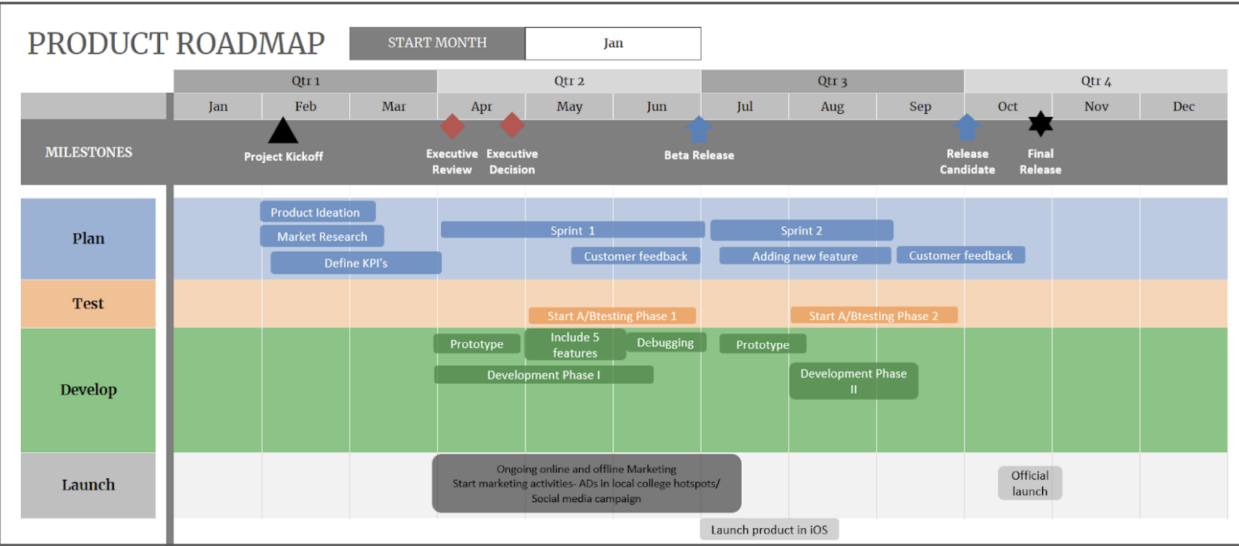 PRODUCT ROADMAP
START MONTH
Jan
Qtr 1
Qtr 2
Qtr 3
Qtr 4
Jan
Feb
Mar
Apr
May
Jun
Jul
Aug
Sep
Oct
Nov
Dec
MILESTONES
Project Kickoff
Executive
Review
Executive
Decision
Beta Release
Release
Candidate
Final
Release
Plan
Product Ideation
Market Research
Define KPI's
Sprint 1
Customer feedback
Sprint 2
Adding new feature
Customer feedback
Test
Start A/Btesting Phase 1
Start A/Btesting Phase 2
Develop
Prototype
Include 5
features
Debugging
Prototype
Development Phase I
Development Phase
II
Launch
Ongoing online and offline Marketing
Start marketing activities- ADs in local college hotspots/
Social media campaign
Official
launch
Launch product in iOS